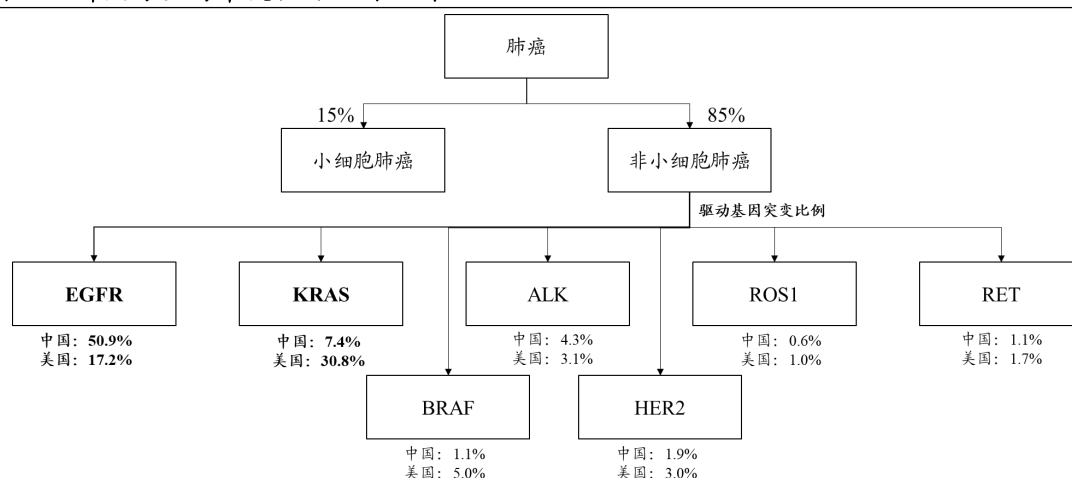 肺癌
15%
85%
小细胞肺癌
非小细胞肺癌
驱动基因突变比例
EGFR
KRAS
ALK
ROS1
RET
中国：50.9%
美国：17.2%
中国：7.4%
美国：30.8%
中国：4.3%
美国：3.1%
中国：0.6%
美国：1.0%
中国：1.1%
美国：1.7%
BRAF
HER2
中国：1.1%
美国：5.0%
中国：1.9%
美国：3.0%